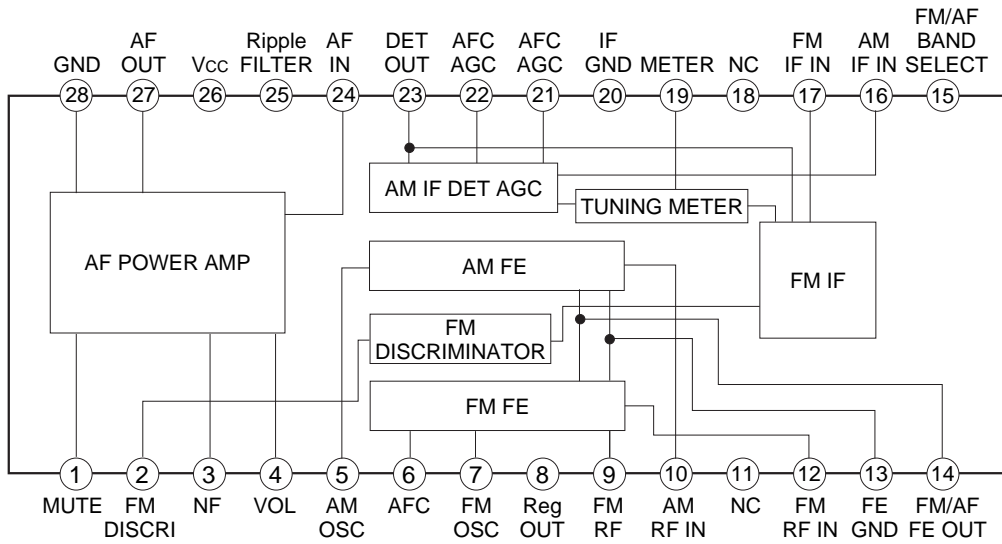 GND
AF
OUT
Vcc
Ripple
FILTER
AF
IN
DET
OUT
AFC
AGC
AFC
AGC
IF
GND
METER
NC
FM
IF IN
AM
IF IN
FM/AF
BAND
SELECT
28
27
26
25
24
23
22
21
20
19
18
17
16
15
AM IF DET AGC
TUNING METER
AF POWER AMP
AM FE
FM IF
FM
DISCRIMINATOR
FM FE
1
2
3
4
5
6
7
8
9
10
11
12
13
14
MUTE
FM
DISCRI
NF
VOL
AM
OSC
AFC
FM
OSC
Reg
OUT
FM
RF
AM
RF IN
NC
FM
RF IN
FE
GND
FM/AF
FE OUT